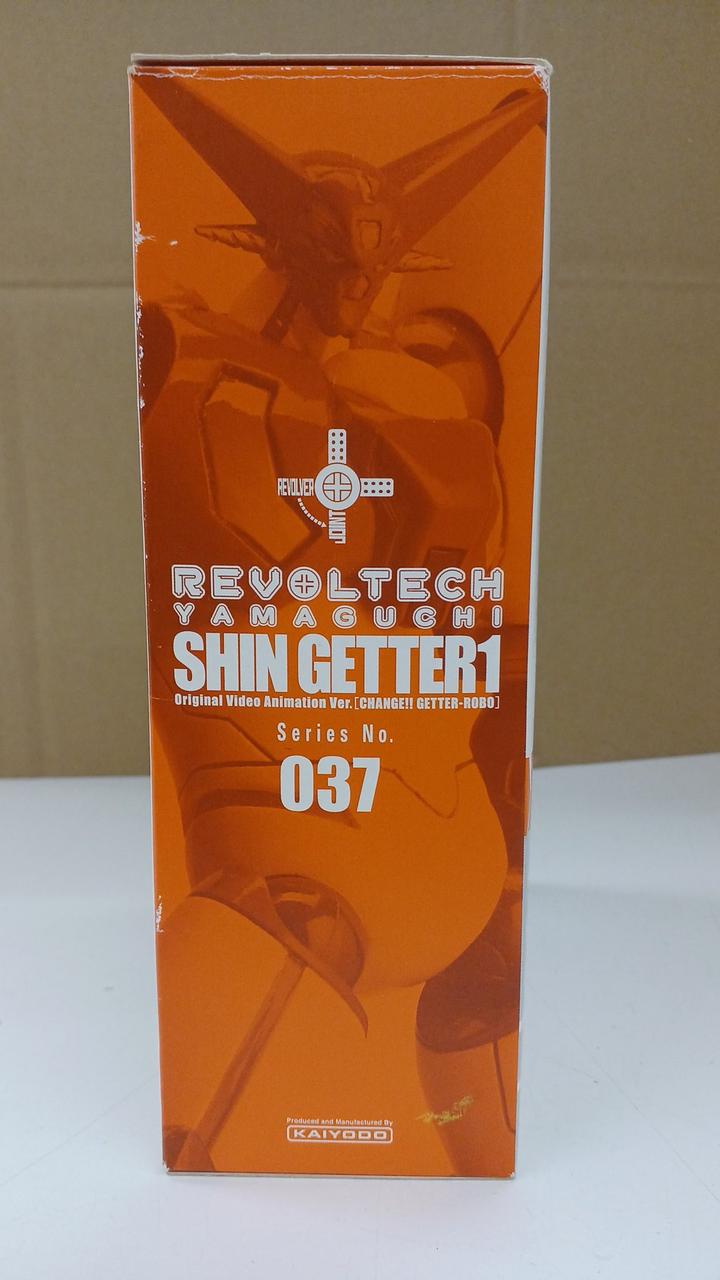 REVOLVER
JOINT
REVOLTECH
YAMAGUCHI
SHIN GETTER1
Original Video Animation Ver.[CHANGE!! GETTER-ROBO]
Series No.
037
Produced and Manufactured By
KAIYODO